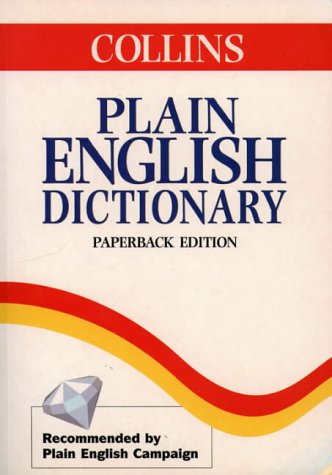 COLLINS
PLAIN
ENGLISH
DICTIONARY
PAPERBACK EDITION
Recommended by
Plain English Campaign